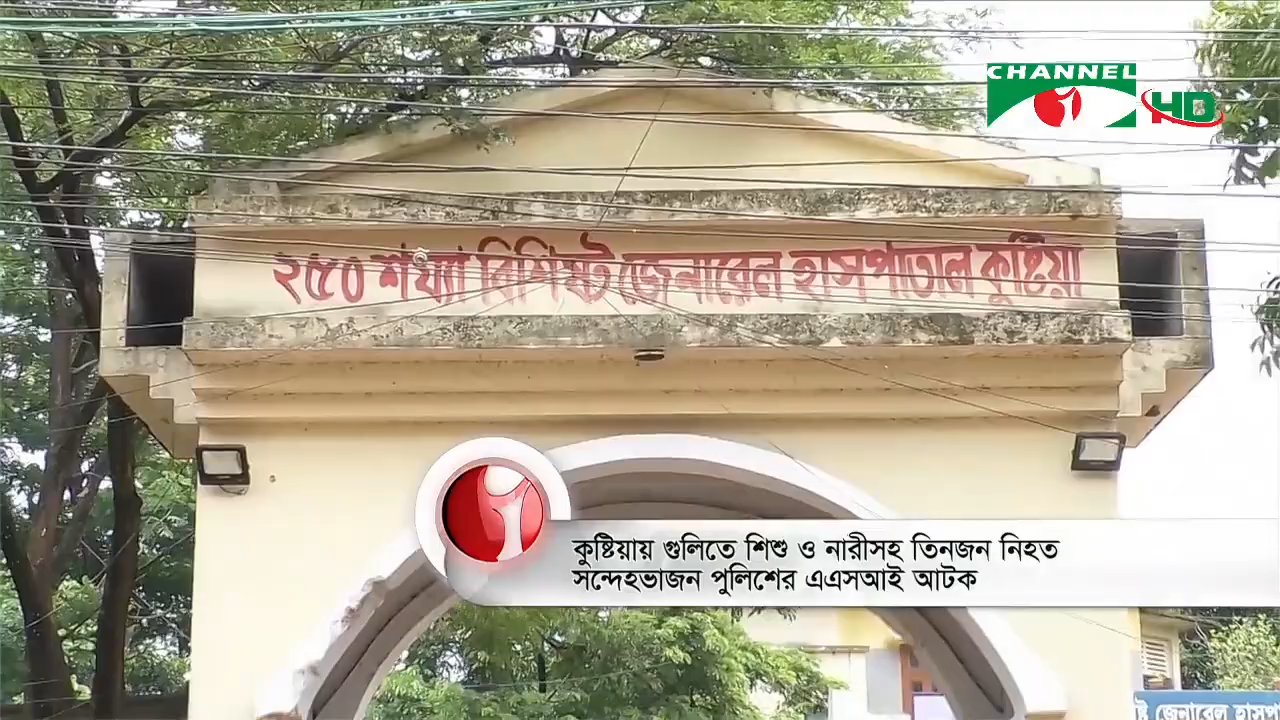 CHANNEL
i HD
২৫০ শয্যা বিশিষ্ট জেনারেল হাসপাতাল কুষ্টিয়া
কুষ্টিয়ায় গুলিতে শিশু ও নারীসহ তিনজন নিহত
সন্দেহভাজন পুলিশের এএসআই আটক
জেনারেল